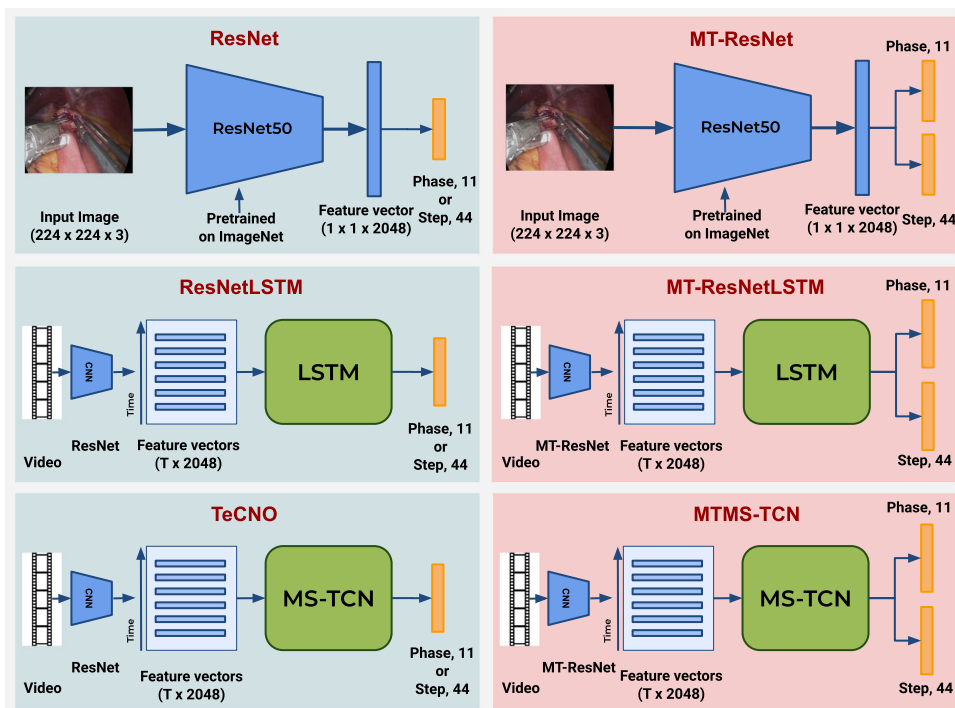 ResNet
ResNet50
Phase, 11
or
Step, 44
Input Image
(224 x 224 x 3)
Pretrained
on ImageNet
Feature vector
(1 x 1 x 2048)
MT-ResNet
Phase, 11
ResNet50
Input Image
(224 x 224 x 3)
Pretrained
on ImageNet
Feature vector
(1 x 1 x 2048)
Step, 44
ResNetLSTM
CNN
Time
LSTM
Phase, 11
or
Step, 44
ResNet
Video
Feature vectors
(T x 2048)
MT-ResNetLSTM
Phase, 11
CNN
Time
LSTM
MT-ResNet
Video
Feature vectors
(T x 2048)
Step, 44
TeCNO
CNN
Time
MS-TCN
Phase, 11
or
Step, 44
ResNet
Video
Feature vectors
(T x 2048)
MTMS-TCN
Phase, 11
CNN
Time
MS-TCN
MT-ResNet
Video
Feature vectors
(T x 2048)
Step, 44